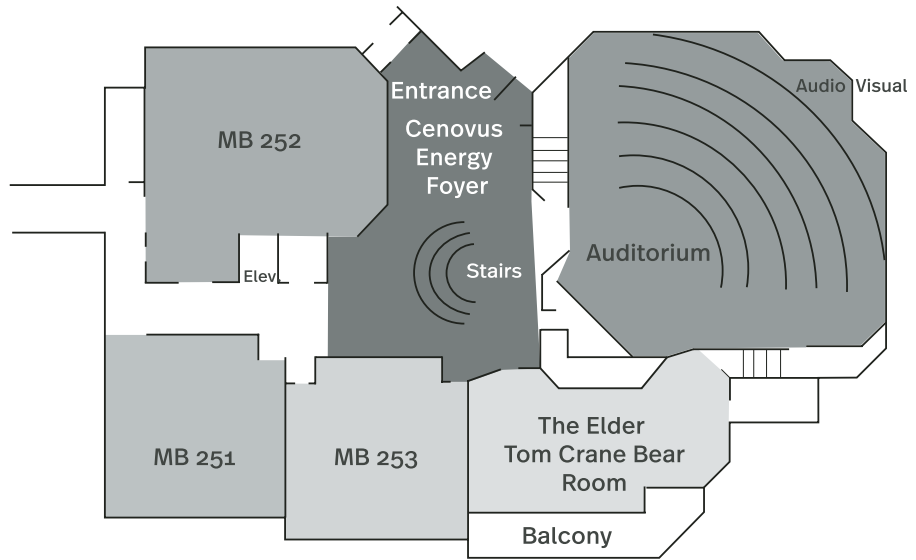 Entrance
Audio Visual
MB 252
Cenovus
Energy
Foyer
Auditorium
Elev.
Stairs
MB 251
MB 253
The Elder
Tom Crane Bear
Room
Balcony